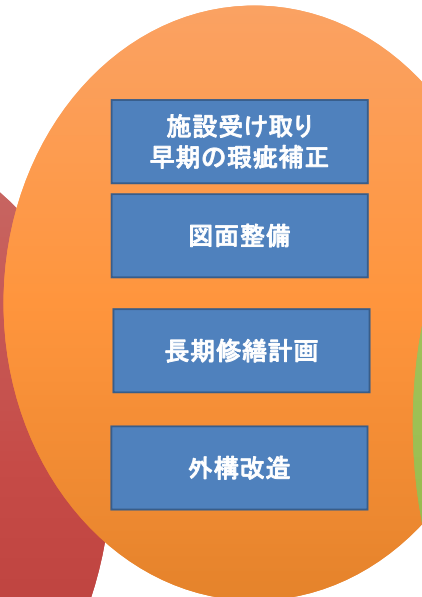 施設受け取り
早期の瑕疵補正
図面整備
長期修繕計画
外構改造